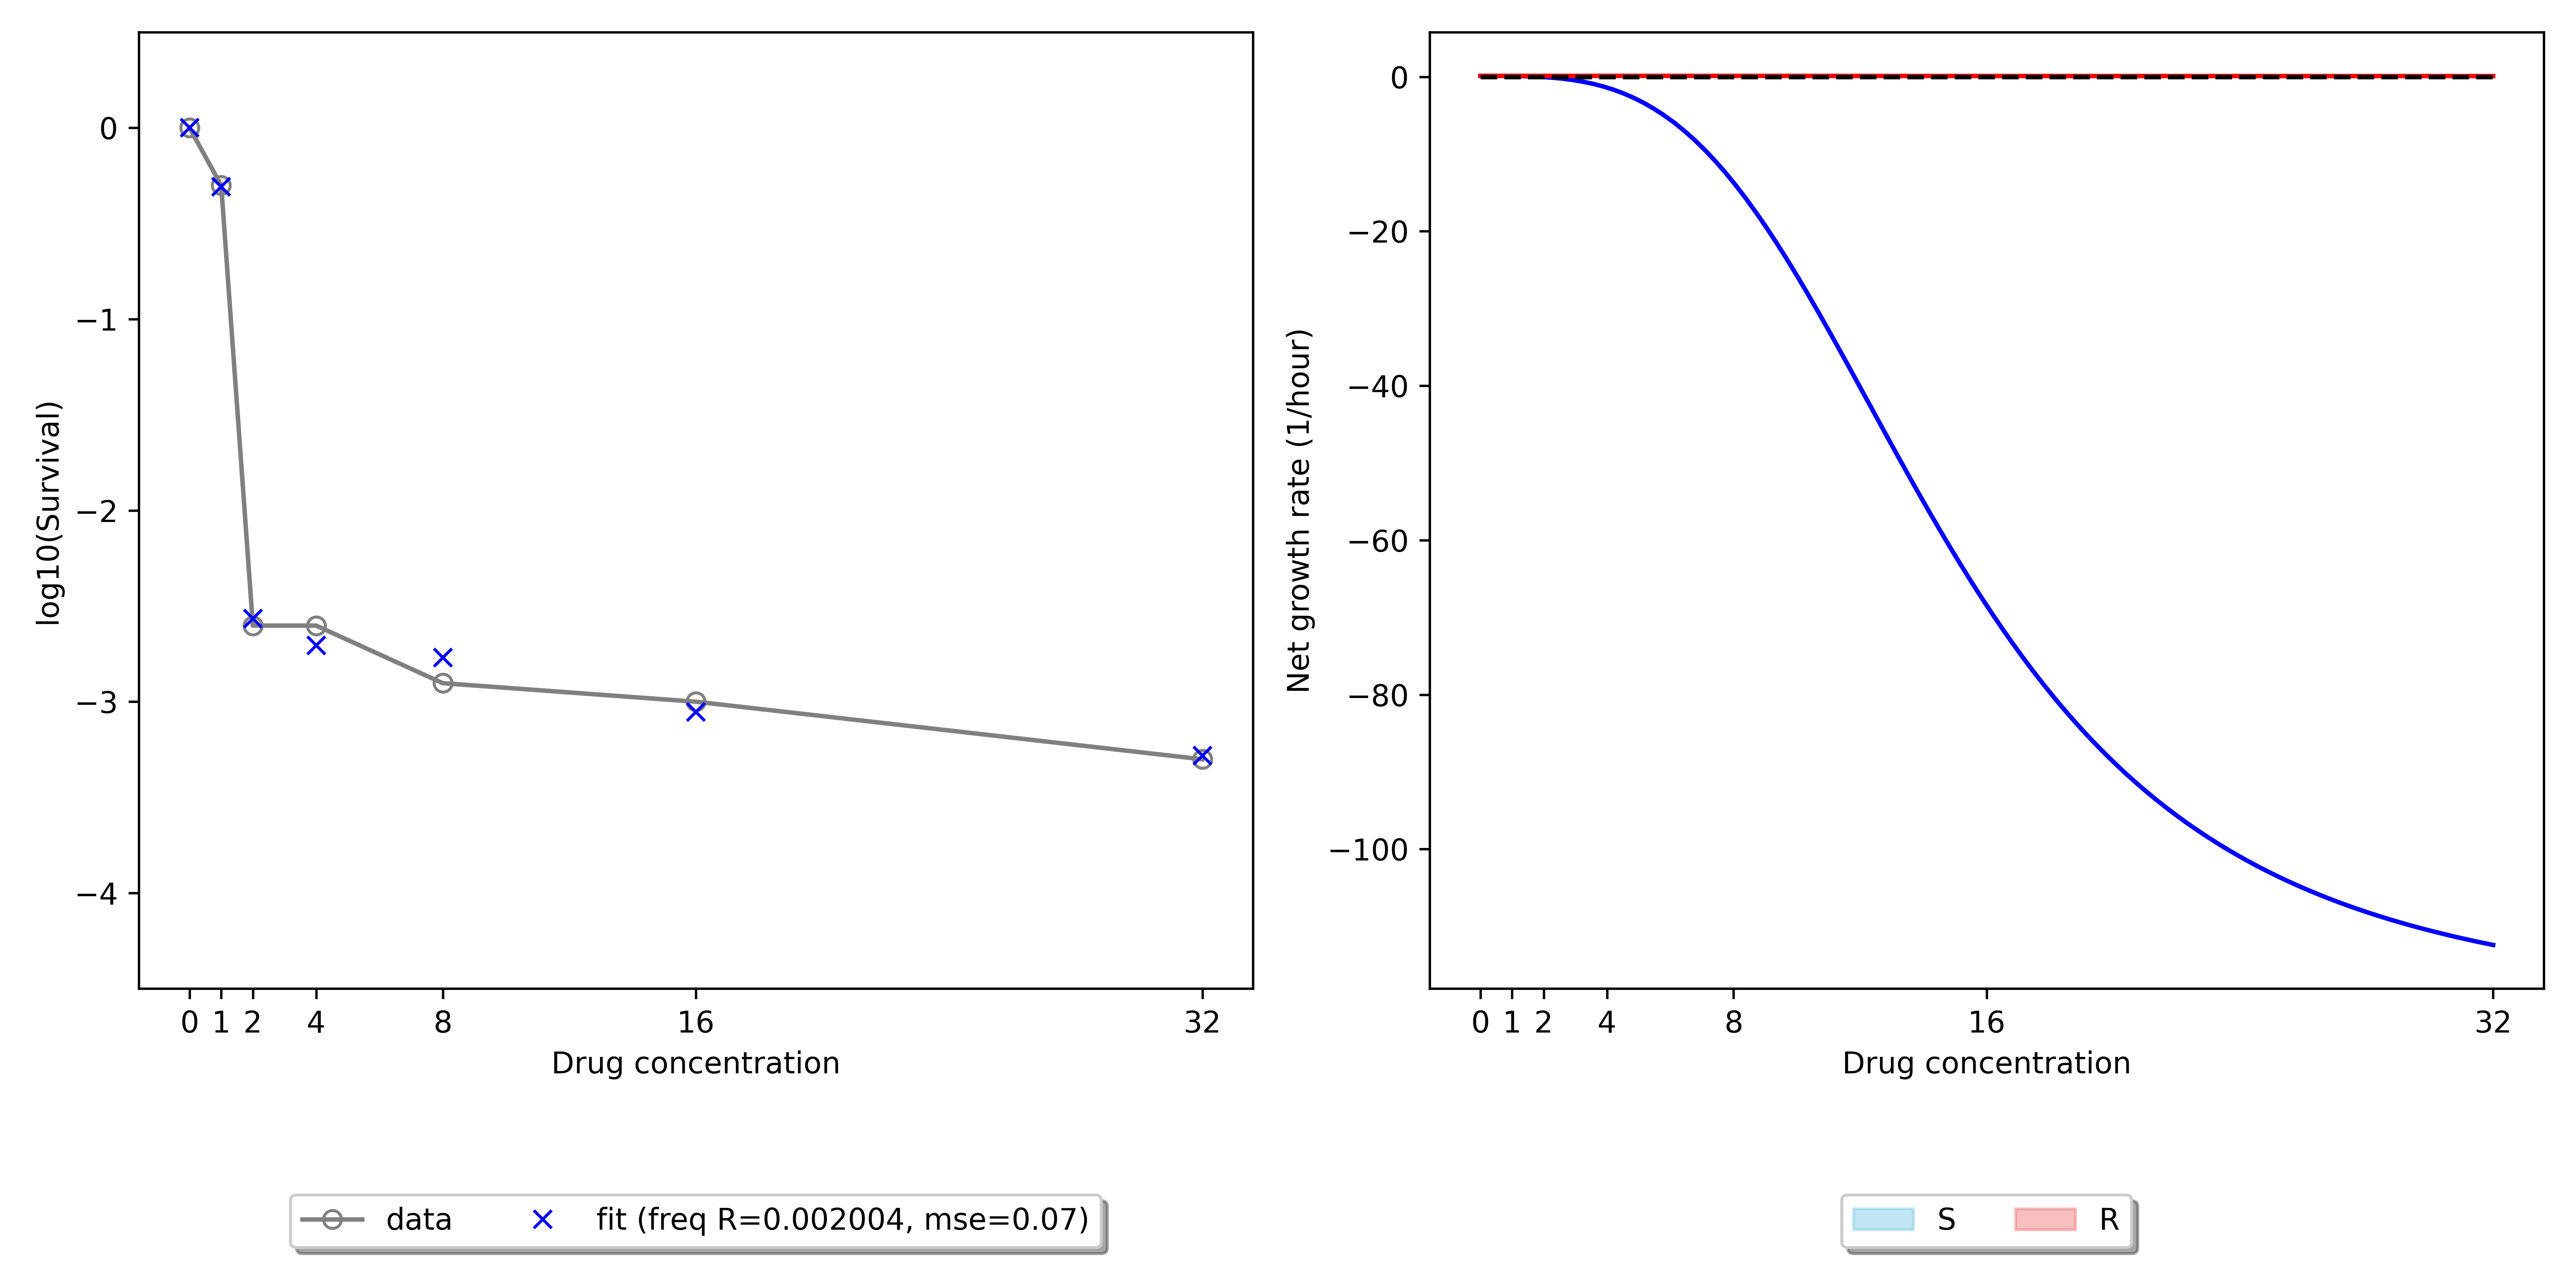 log10(Survival)
0
−1
−2
−3
−4
0 1 2 4 8 16 32
Drug concentration
data fit (freq R=0.002004, mse=0.07)
Net growth rate (1/hour)
0
−20
−40
−60
−80
−100
0 1 2 4 8 16 32
Drug concentration
S R